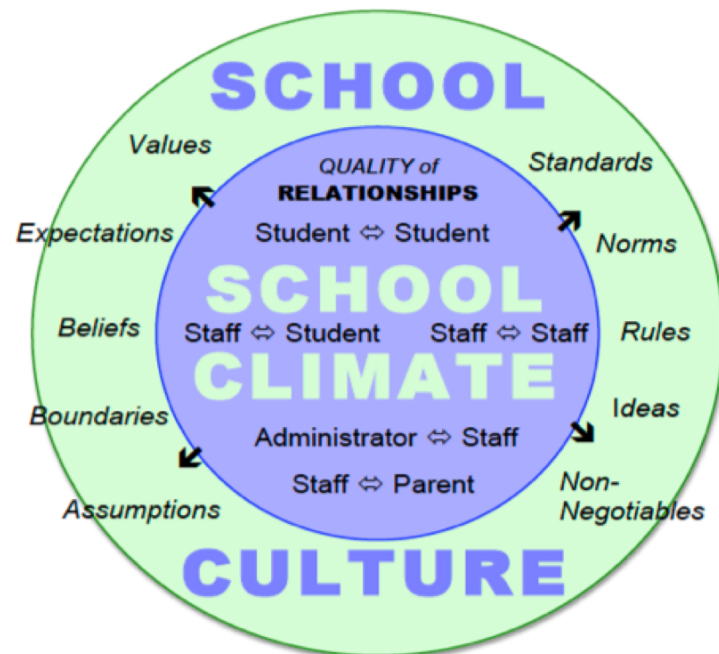 SCHOOL
Values
QUALITY of
RELATIONSHIPS
Standards
Expectations
Student ⇔ Student
Norms
SCHOOL
Beliefs
Staff ⇔ Student
Staff ⇔ Staff
Rules
CLIMATE
Boundaries
Ideas
Administrator ⇔ Staff
Staff ⇔ Parent
Assumptions
Non-
Negotiables
CULTURE